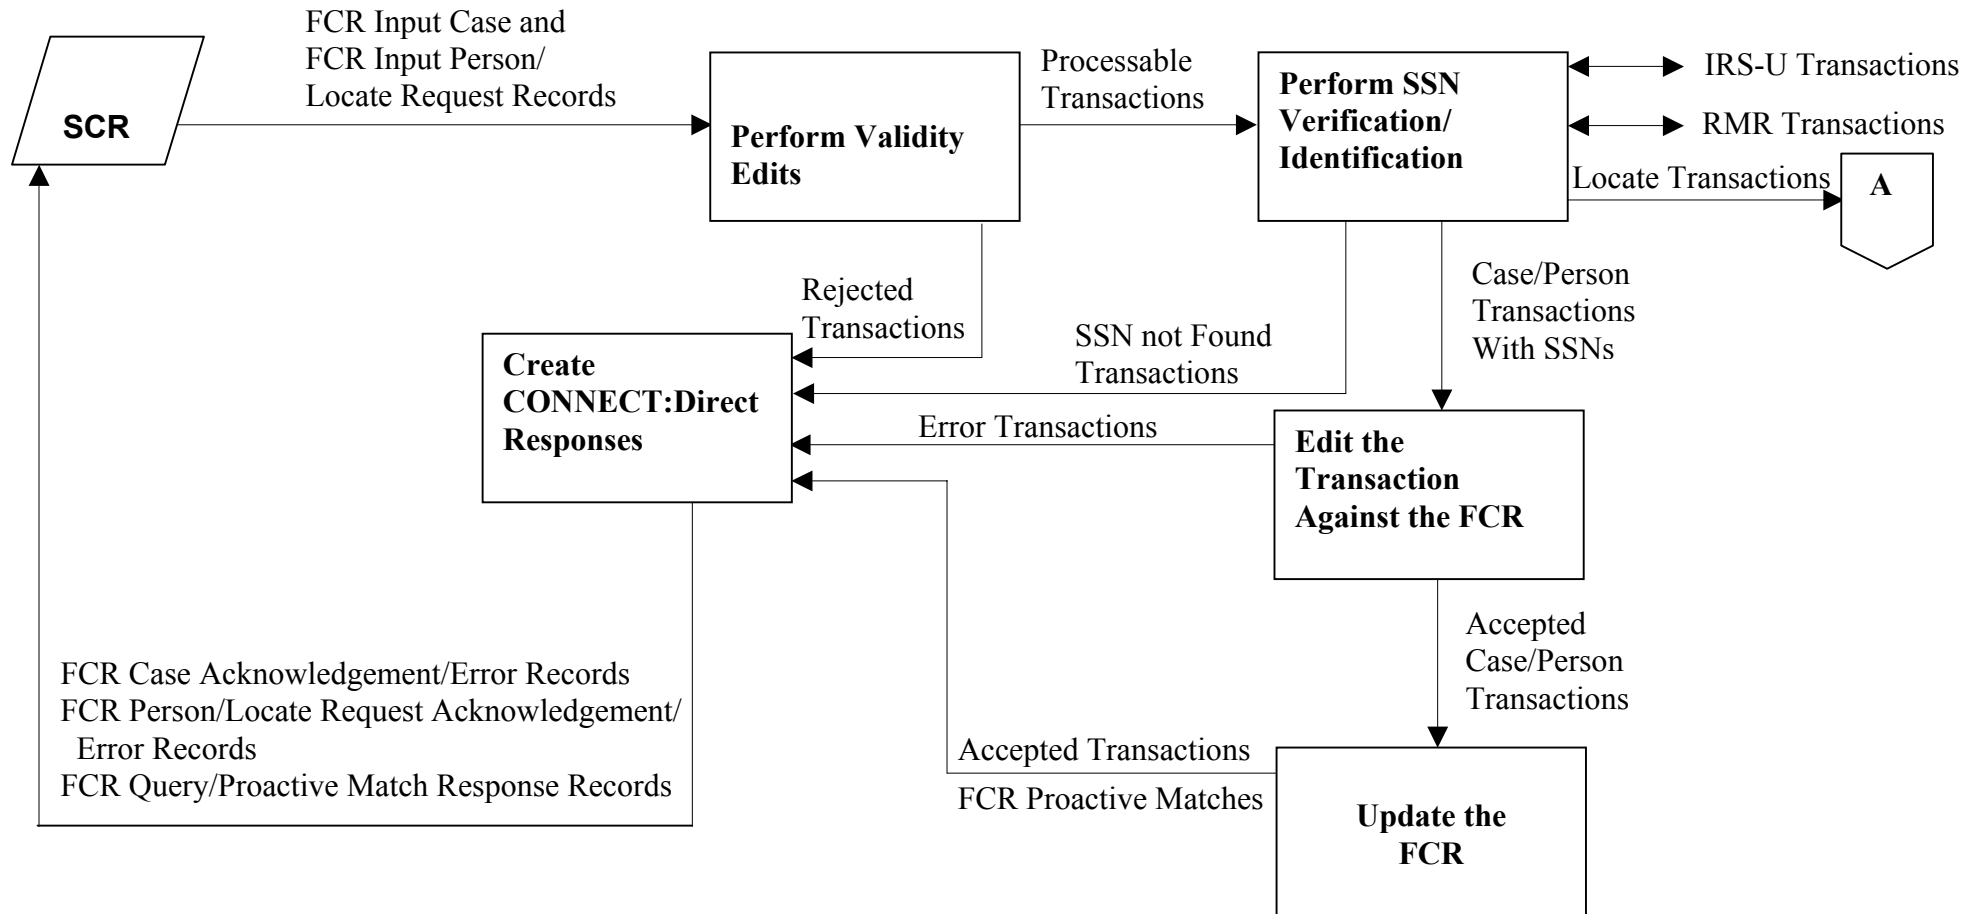 FCR Input Case and
FCR Input Person/
Locate Request Records
SCR
Perform Validity
Edits
Processable
Transactions
Perform SSN
Verification/
Identification
IRS-U Transactions
RMR Transactions
Locate Transactions
A
Rejected
Transactions
SSN not Found
Transactions
Case/Person
Transactions
With SSNs
Create
CONNECT:Direct
Responses
Error Transactions
Edit the
Transaction
Against the FCR
Accepted
Case/Person
Transactions
FCR Case Acknowledgement/Error Records
FCR Person/Locate Request Acknowledgement/
Error Records
FCR Query/Proactive Match Response Records
Accepted Transactions
FCR Proactive Matches
Update the
FCR